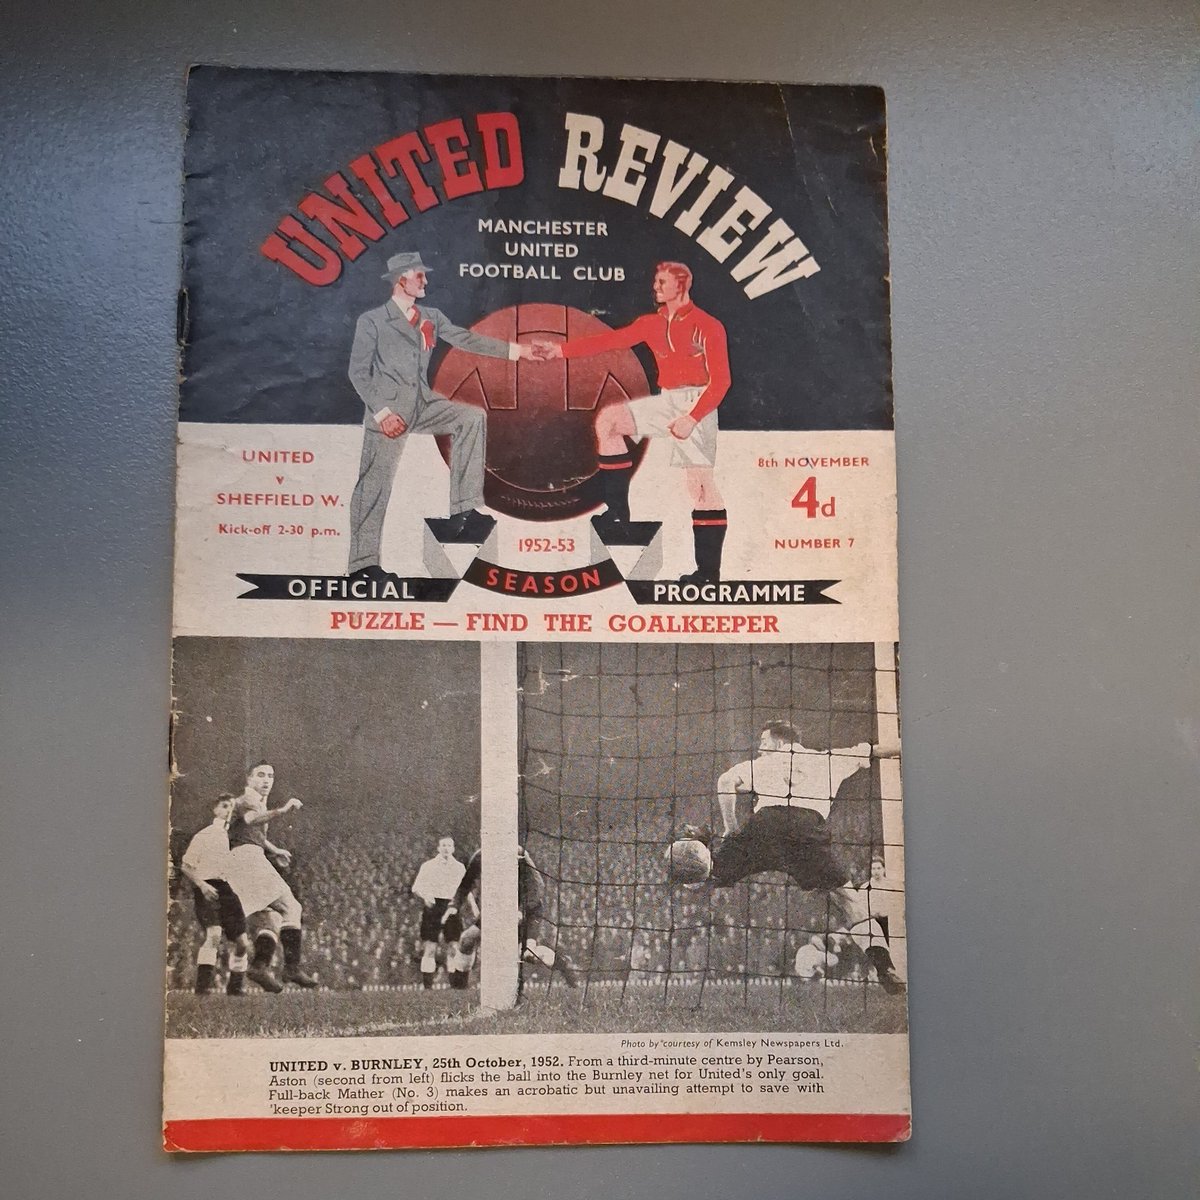 UNITED REVIEW
MANCHESTER
UNITED
FOOTBALL CLUB
UNITED
v
SHEFFIELD W.
Kick-off 2-30 p.m.
8th NOVEMBER
4d
NUMBER 7
1952-53
OFFICIAL SEASON PROGRAMME
PUZZLE — FIND THE GOALKEEPER
Photo by courtesy of Kemsley Newspapers Ltd.
UNITED v. BURNLEY, 25th October, 1952. From a third-minute centre by Pearson,
Aston (second from left) flicks the ball into the Burnley net for United's only goal.
Full-back Mather (No. 3) makes an acrobatic but unavailing attempt to save with
'keeper Strong out of position.